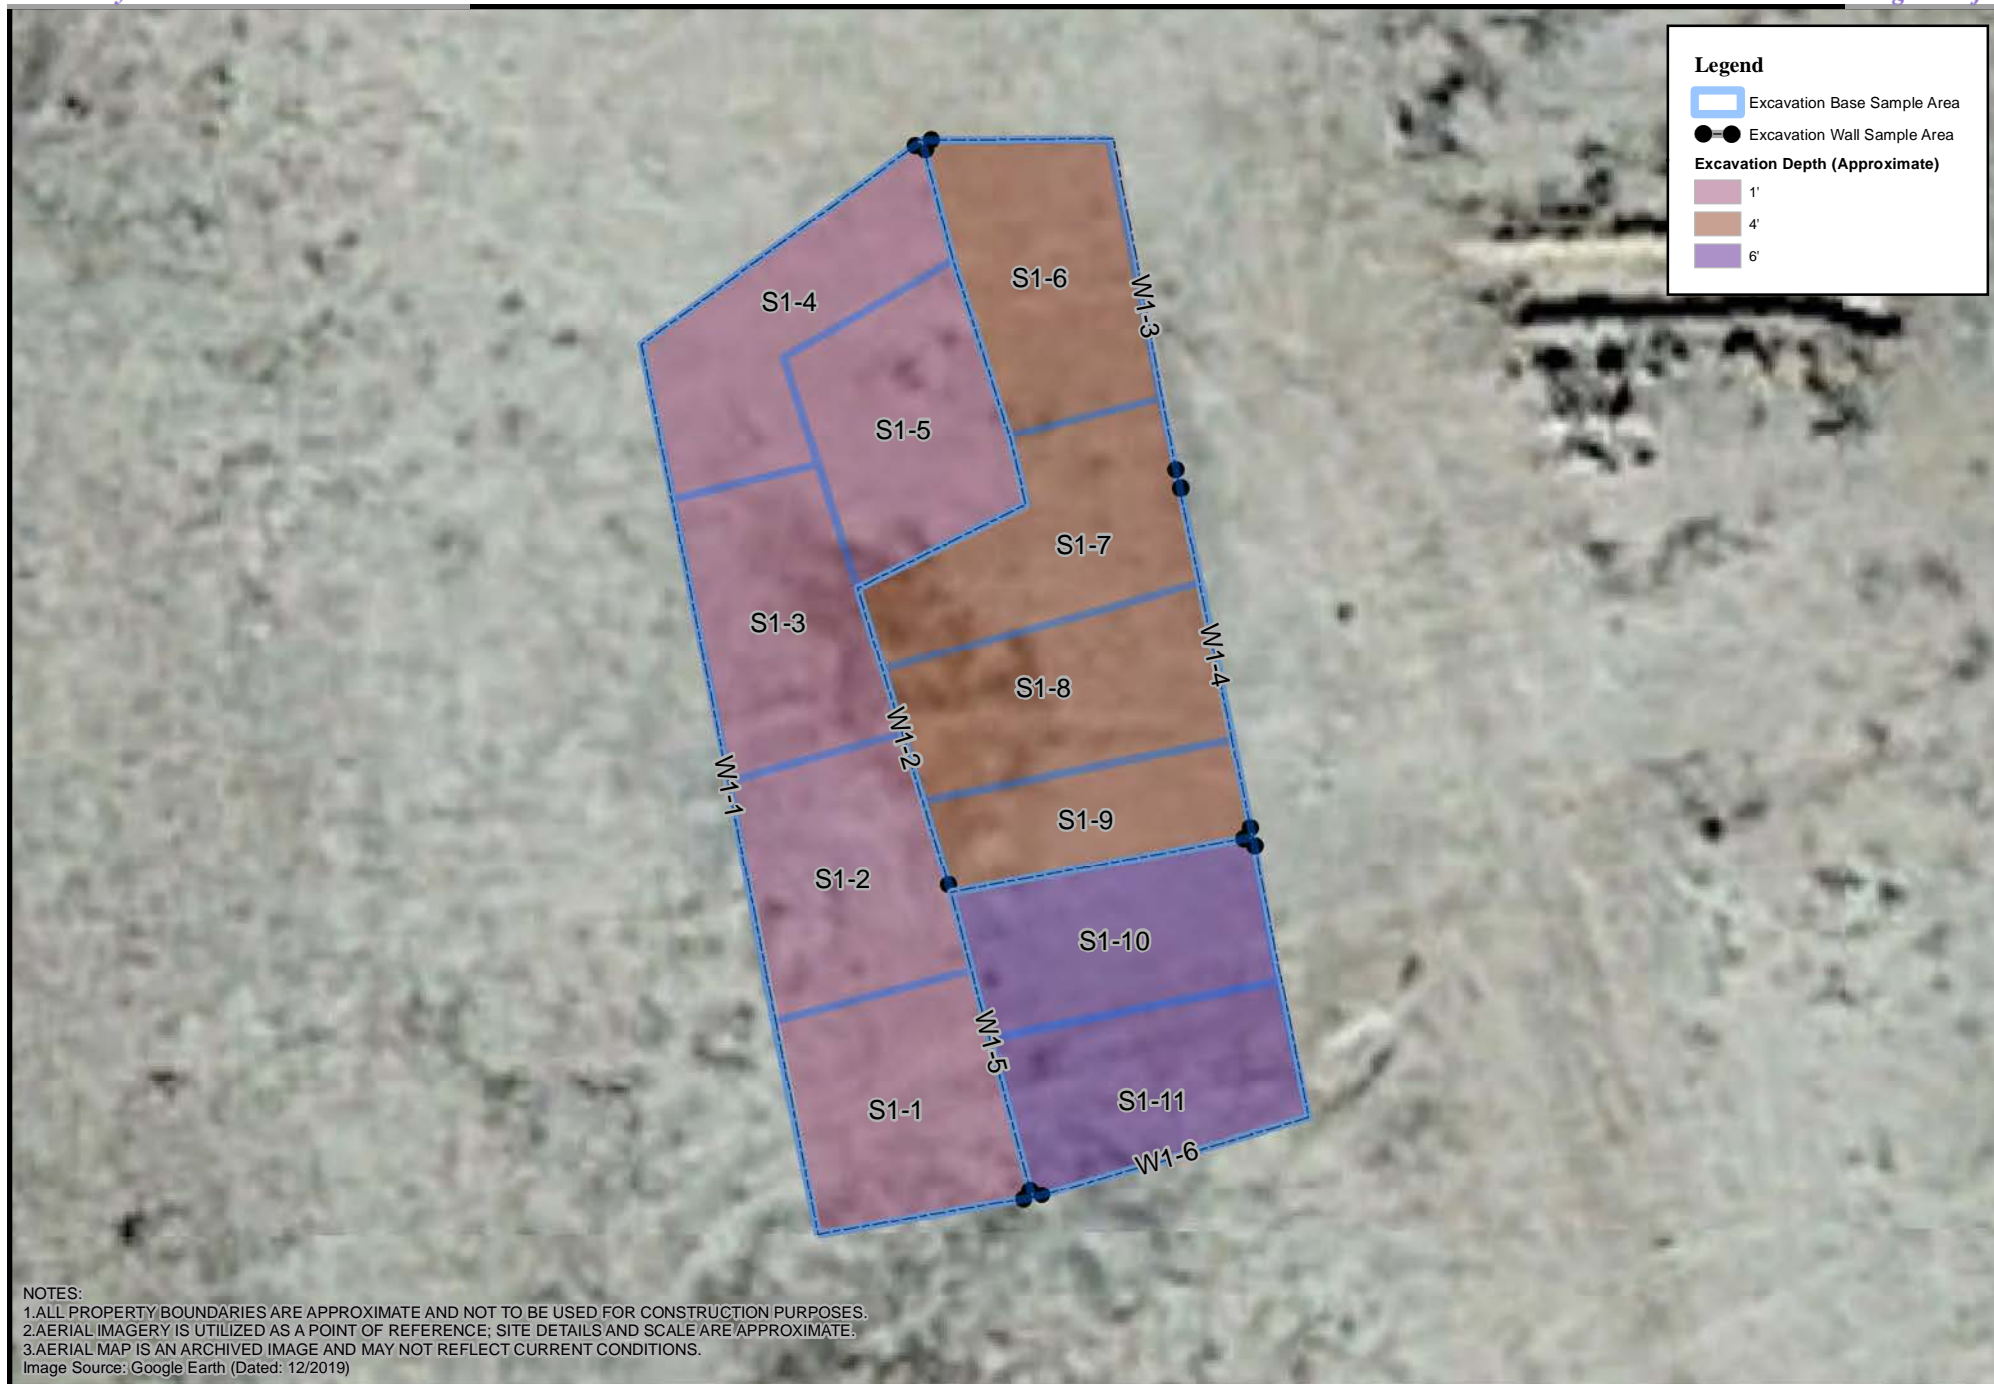 Legend
Excavation Base Sample Area
Excavation Wall Sample Area
Excavation Depth (Approximate)
1'
4'
6'
S1-6
W1-3
S1-4
S1-5
S1-7
S1-3
W1-4
S1-8
W1-2
W1-1
S1-9
S1-2
S1-10
W1-5
S1-1
S1-11
W1-6
NOTES:
1.ALL PROPERTY BOUNDARIES ARE APPROXIMATE AND NOT TO BE USED FOR CONSTRUCTION PURPOSES.
2.AERIAL IMAGERY IS UTILIZED AS A POINT OF REFERENCE; SITE DETAILS AND SCALE ARE APPROXIMATE.
3.AERIAL MAP IS AN ARCHIVED IMAGE AND MAY NOT REFLECT CURRENT CONDITIONS.
Image Source: Google Earth (Dated: 12/2019)